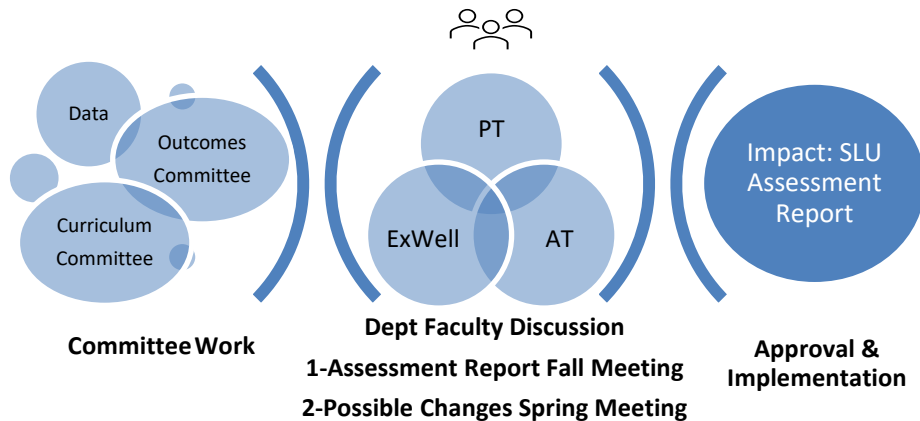 Data
Outcomes
Committee
Curriculum
Committee
Committee Work
PT
ExWell
AT
Dept Faculty Discussion
1-Assessment Report Fall Meeting
2-Possible Changes Spring Meeting
Impact: SLU
Assessment
Report
Approval &
Implementation